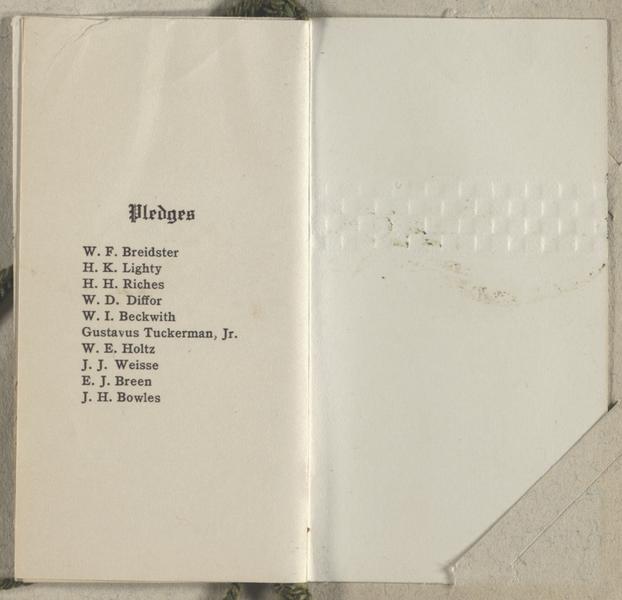 Pledges
W. F. Breidster
H. K. Lighty
H. H. Riches
W. D. Diffor
W. I. Beckwith
Gustavus Tuckerman, Jr.
W. E. Holtz
J. J. Weisse
E. J. Breen
J. H. Bowles